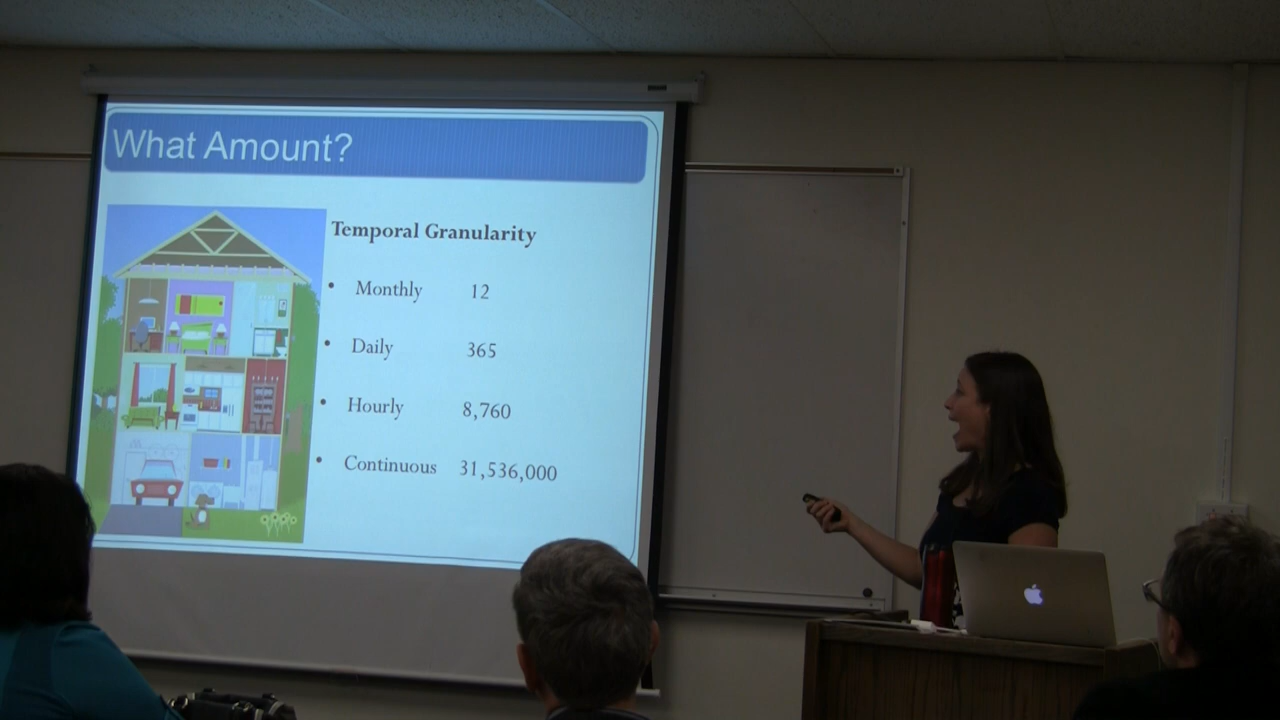 What Amount?
Temporal Granularity
• Monthly 12
• Daily 365
• Hourly 8,760
• Continuous 31,536,000